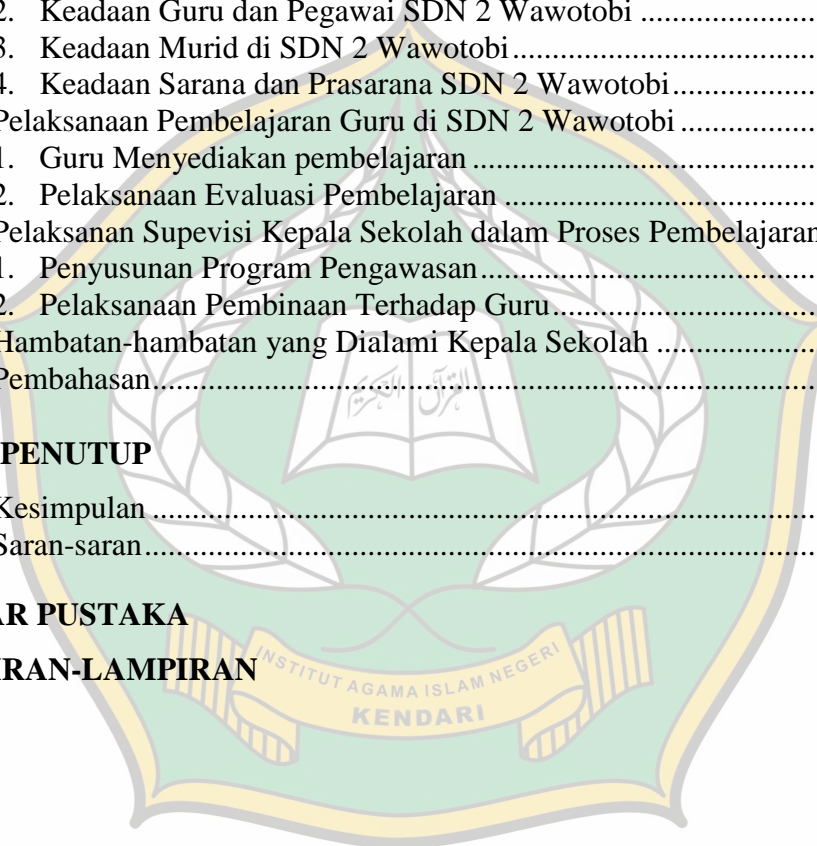 2. Keadaan Guru dan Pegawai SDN 2 Wawotobi ....................
3. Keadaan Murid di SDN 2 Wawotobi ....................
4. Keadaan Sarana dan Prasarana SDN 2 Wawotobi ....................
Pelaksanaan Pembelajaran Guru di SDN 2 Wawotobi ....................
1. Guru Menyediakan pembelajaran ....................
2. Pelaksanaan Evaluasi Pembelajaran ....................
Pelaksanan Supevisi Kepala Sekolah dalam Proses Pembelajaran
1. Penyusunan Program Pengawasan ....................
2. Pelaksanaan Pembinaan Terhadap Guru ....................
Hambatan-hambatan yang Dialami Kepala Sekolah ....................
Pembahasan ....................
القرآن الكريم
PENUTUP
Kesimpulan ....................
Saran-saran ....................
AR PUSTAKA
IRAN-LAMPIRAN
INSTITUT AGAMA ISLAM NEGERI
KENDARI